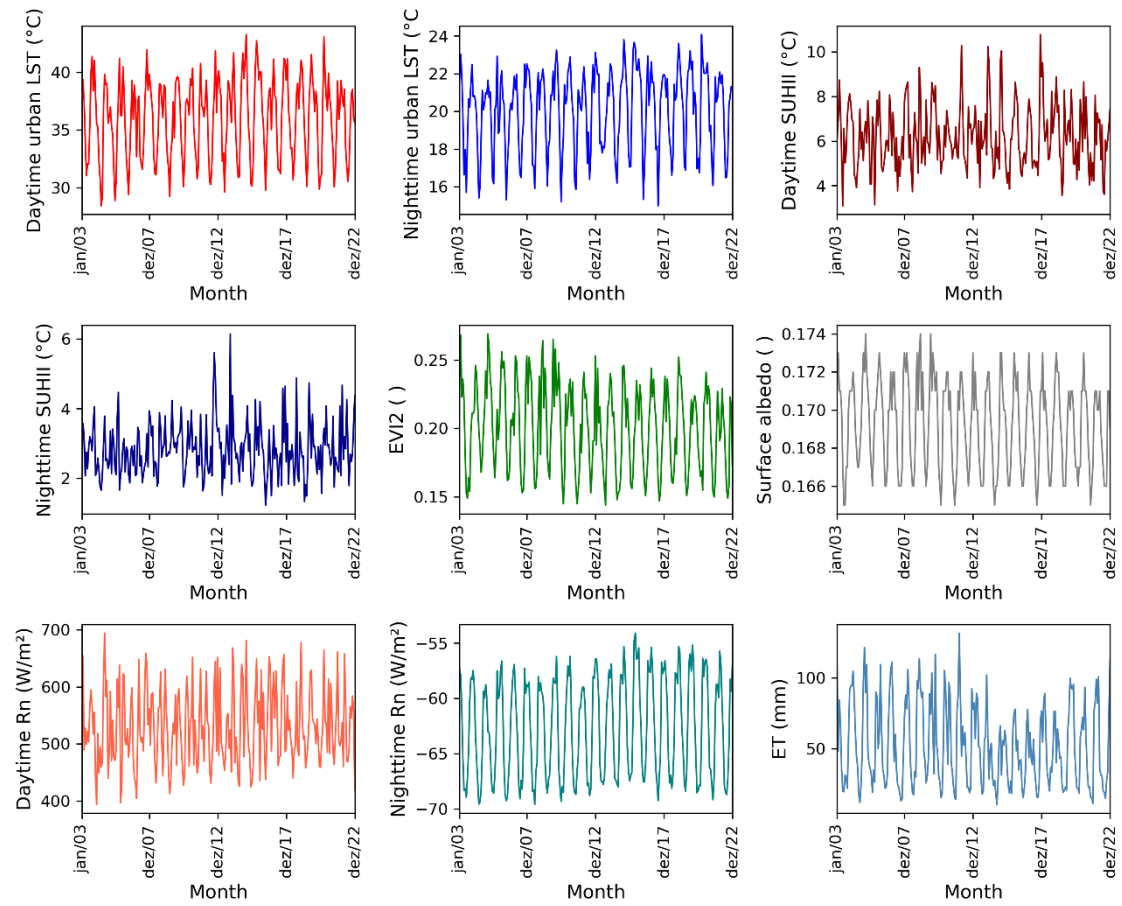 Daytime urban LST (°C)
40
35
30
jan/03
dez/07
dez/12
dez/17
dez/22
Month
Nighttime urban LST (°C
24
22
20
18
16
jan/03
dez/07
dez/12
dez/17
dez/22
Month
Daytime SUHII (°C)
10
8
6
4
jan/03
dez/07
dez/12
dez/17
dez/22
Month
Nighttime SUHII (°C)
6
4
2
jan/03
dez/07
dez/12
dez/17
dez/22
Month
EVI2 ( )
0.25
0.20
0.15
jan/03
dez/07
dez/12
dez/17
dez/22
Month
Surface albedo ( )
0.174
0.172
0.170
0.168
0.166
jan/03
dez/07
dez/12
dez/17
dez/22
Month
Daytime Rn (W/m²)
700
600
500
400
jan/03
dez/07
dez/12
dez/17
dez/22
Month
Nighttime Rn (W/m²)
−55
−60
−65
−70
jan/03
dez/07
dez/12
dez/17
dez/22
Month
ET (mm)
100
50
jan/03
dez/07
dez/12
dez/17
dez/22
Month